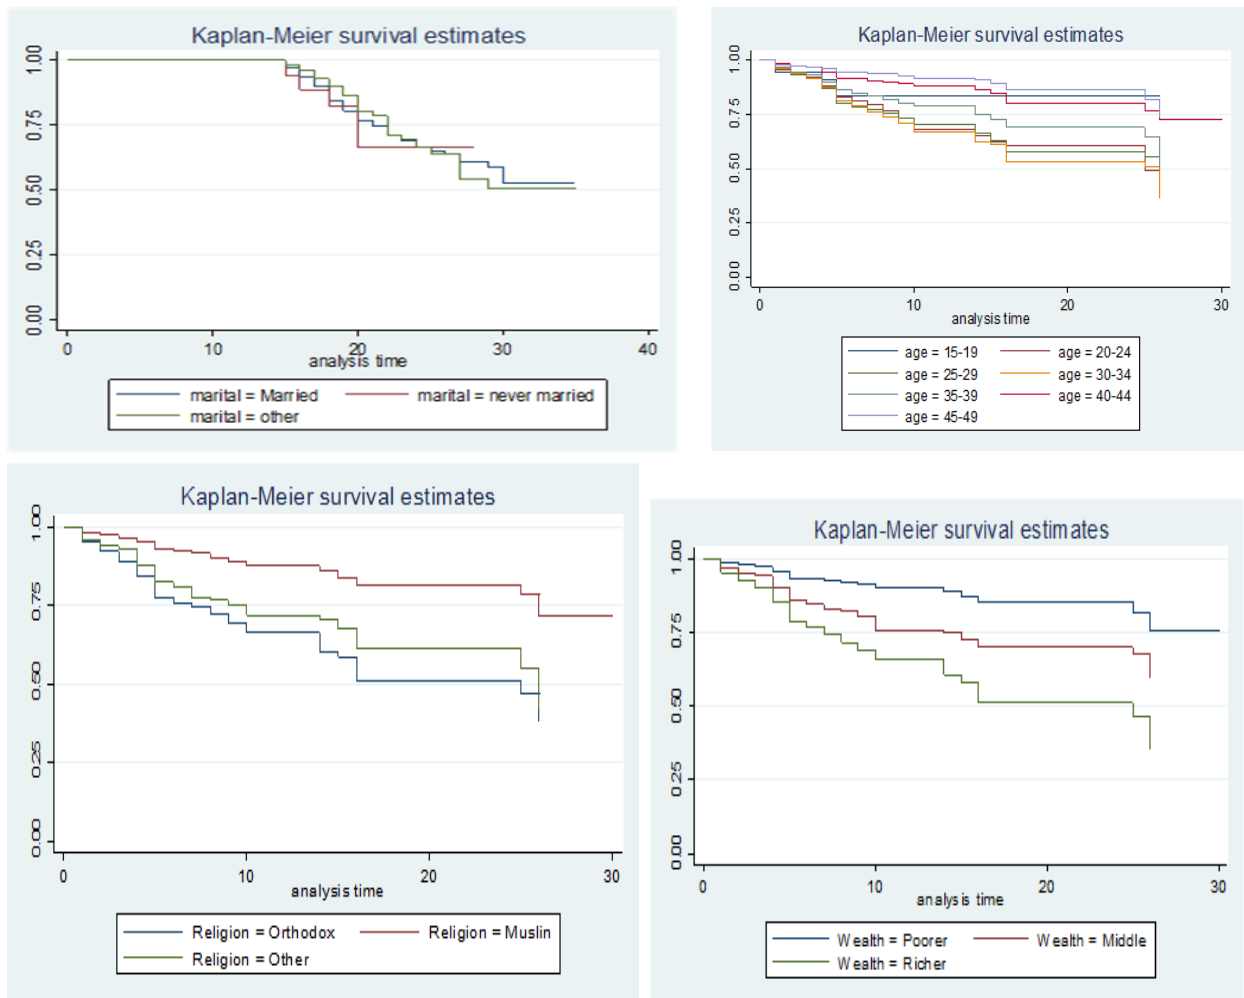 Kaplan-Meier survival estimates
1.00
0.75
0.50
0.25
0.00
0 10 20 30 40
analysis time
marital = Married marital = never married
marital = other
Kaplan-Meier survival estimates
1.00
0.75
0.50
0.25
0.00
0 10 20 30
analysis time
age = 15-19 age = 20-24
age = 25-29 age = 30-34
age = 35-39 age = 40-44
age = 45-49
Kaplan-Meier survival estimates
1.00
0.75
0.50
0.25
0.00
0 10 20 30
analysis time
Religion = Orthodox Religion = Muslin
Religion = Other
Kaplan-Meier survival estimates
1.00
0.75
0.50
0.25
0.00
0 10 20 30
analysis time
Wealth = Poorer Wealth = Middle
Wealth = Richer